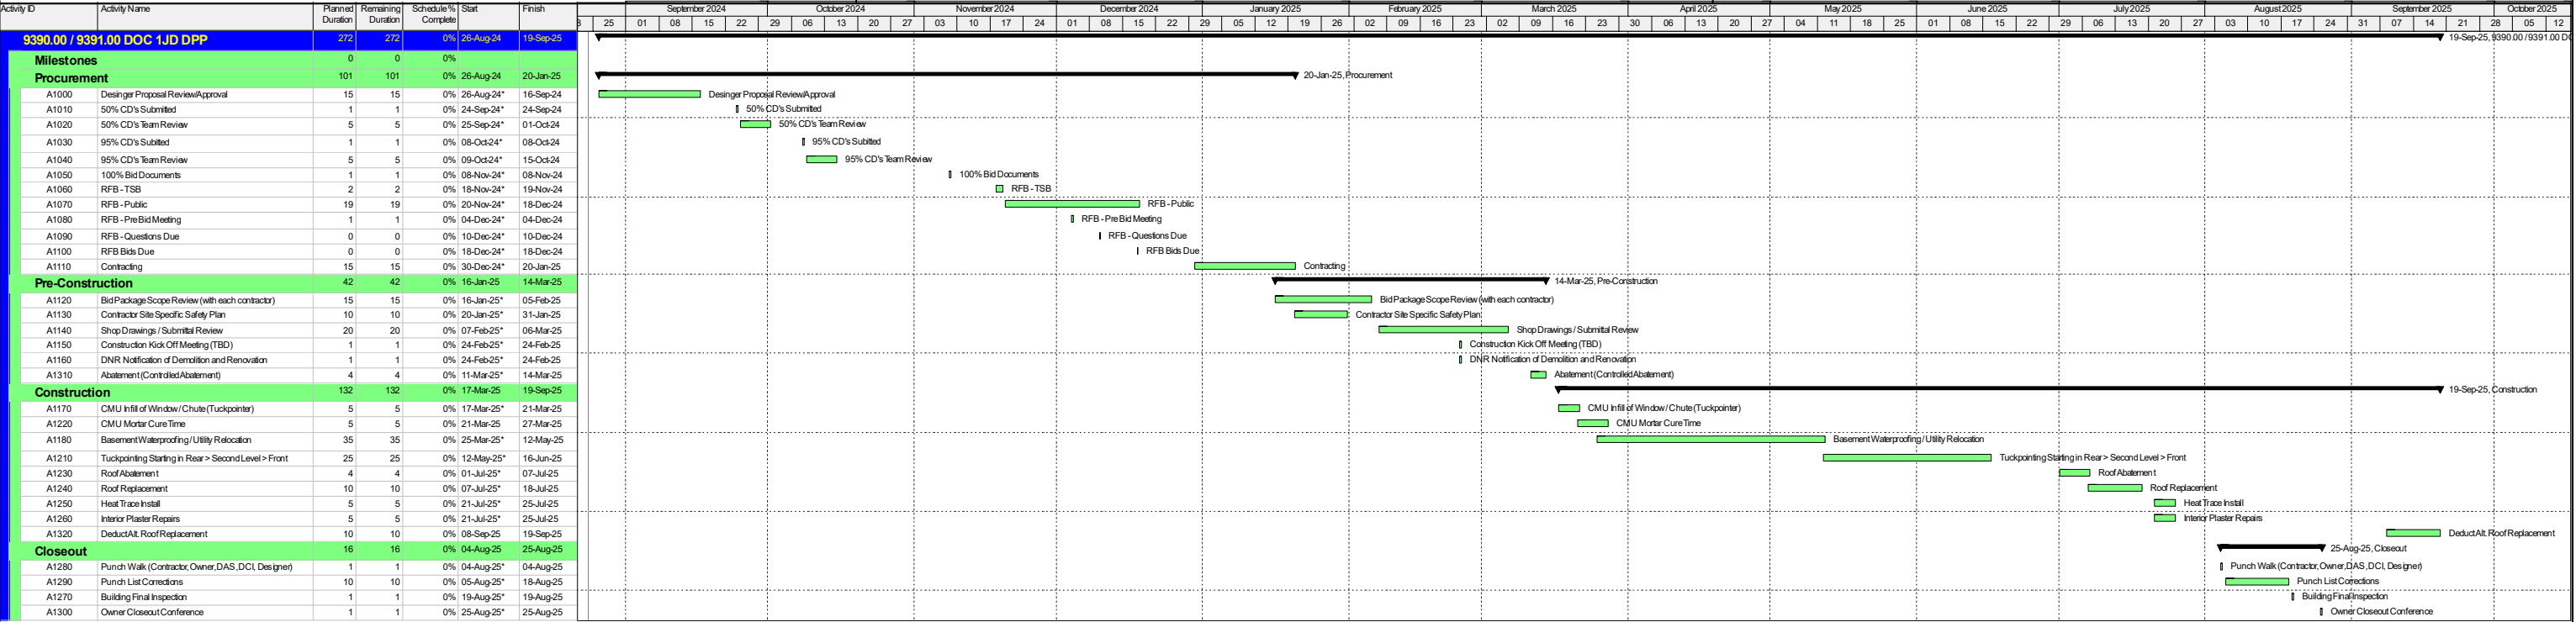 Activity ID Activity Name Planned Duration Remaining Duration Schedule % Complete Start Finish
September 2024 October 2024 November 2024 December 2024 January 2025 February 2025 March 2025 April 2025 May 2025 June 2025 July 2025 August 2025 September 2025 October 2025
8 25 01 08 15 22 29 06 13 20 27 03 10 17 24 01 08 15 22 29 05 12 19 26 02 09 16 23 02 09 16 23 30 06 13 20 27 04 11 18 25 01 08 15 22 29 06 13 20 27 03 10 17 24 31 07 14 21 28 05 12
9390.00 / 9391.00 DOC 1JD DPP 272 272 0% 26-Aug-24 19-Sep-25 19-Sep-25, 9390.00 / 9391.00 DO
Milestones 0 0 0%
Procurement 101 101 0% 26-Aug-24 20-Jan-25 20-Jan-25, Procurement
A1000 Desinger Proposal Review/Approval 15 15 0% 26-Aug-24* 16-Sep-24 Desinger Proposal Review/Approval
A1010 50% CD's Submitted 1 1 0% 24-Sep-24* 24-Sep-24 50% CD's Submitted
A1020 50% CD's Team Review 5 5 0% 25-Sep-24* 01-Oct-24 50% CD's Team Review
A1030 95% CD's Subitted 1 1 0% 08-Oct-24* 08-Oct-24 95% CD's Subitted
A1040 95% CD's Team Review 5 5 0% 09-Oct-24* 15-Oct-24 95% CD's Team Review
A1050 100% Bid Documents 1 1 0% 08-Nov-24* 08-Nov-24 100% Bid Documents
A1060 RFB - TSB 2 2 0% 18-Nov-24* 19-Nov-24 RFB - TSB
A1070 RFB - Public 19 19 0% 20-Nov-24* 18-Dec-24 RFB - Public
A1080 RFB - Pre Bid Meeting 1 1 0% 04-Dec-24* 04-Dec-24 RFB - Pre Bid Meeting
A1090 RFB - Questions Due 0 0 0% 10-Dec-24* 10-Dec-24 RFB - Questions Due
A1100 RFB Bids Due 0 0 0% 18-Dec-24* 18-Dec-24 RFB Bids Due
A1110 Contracting 15 15 0% 30-Dec-24* 20-Jan-25 Contracting
Pre-Construction 42 42 0% 16-Jan-25 14-Mar-25 14-Mar-25, Pre-Construction
A1120 Bid Package Scope Review (with each contractor) 15 15 0% 16-Jan-25* 05-Feb-25 Bid Package Scope Review (with each contractor)
A1130 Contractor Site Specific Safety Plan 10 10 0% 20-Jan-25* 31-Jan-25 Contractor Site Specific Safety Plan
A1140 Shop Drawings / Submittal Review 20 20 0% 07-Feb-25* 06-Mar-25 Shop Drawings / Submittal Review
A1150 Construction Kick Off Meeting (TBD) 1 1 0% 24-Feb-25* 24-Feb-25 Construction Kick Off Meeting (TBD)
A1160 DNR Notification of Demolition and Renovation 1 1 0% 24-Feb-25* 24-Feb-25 DNR Notification of Demolition and Renovation
A1310 Abatement (Controlled Abatement) 4 4 0% 11-Mar-25* 14-Mar-25 Abatement (Controlled Abatement)
Construction 132 132 0% 17-Mar-25 19-Sep-25 19-Sep-25, Construction
A1170 CMU Infill of Window / Chute (Tuckpointer) 5 5 0% 17-Mar-25* 21-Mar-25 CMU Infill of Window / Chute (Tuckpointer)
A1220 CMU Mortar Cure Time 5 5 0% 21-Mar-25 27-Mar-25 CMU Mortar Cure Time
A1180 Basement Waterproofing / Utility Relocation 35 35 0% 25-Mar-25* 12-May-25 Basement Waterproofing / Utility Relocation
A1210 Tuckpointing Starting in Rear > Second Level > Front 25 25 0% 12-May-25* 16-Jun-25 Tuckpointing Starting in Rear > Second Level > Front
A1230 Roof Abatement 4 4 0% 01-Jul-25* 07-Jul-25 Roof Abatement
A1240 Roof Replacement 10 10 0% 07-Jul-25* 18-Jul-25 Roof Replacement
A1250 Heat Trace Install 5 5 0% 21-Jul-25* 25-Jul-25 Heat Trace Install
A1260 Interior Plaster Repairs 5 5 0% 21-Jul-25* 25-Jul-25 Interior Plaster Repairs
A1320 Deduct Alt. Roof Replacement 10 10 0% 08-Sep-25 19-Sep-25 Deduct Alt. Roof Replacement
Closeout 16 16 0% 04-Aug-25 25-Aug-25 25-Aug-25, Closeout
A1280 Punch Walk (Contractor, Owner, DAS, DCI, Designer) 1 1 0% 04-Aug-25* 04-Aug-25 Punch Walk (Contractor, Owner, DAS, DCI, Designer)
A1290 Punch List Corrections 10 10 0% 05-Aug-25* 18-Aug-25 Punch List Corrections
A1270 Building Final Inspection 1 1 0% 19-Aug-25* 19-Aug-25 Building Final Inspection
A1300 Owner Closeout Conference 1 1 0% 25-Aug-25* 25-Aug-25 Owner Closeout Conference